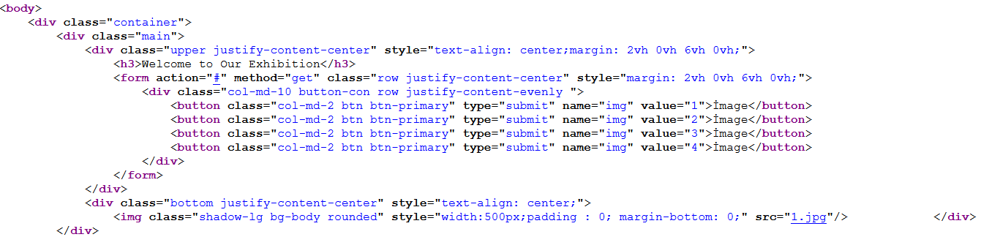 <body>
<div class="container">
<div class="main">
<div class="upper justify-content-center" style="text-align: center;margin: 2vh 0vh 6vh 0vh;">
<h3>Welcome to Our Exhibition</h3>
<form action="#" method="get" class="row justify-content-center" style="margin: 2vh 0vh 6vh 0vh;">
<div class="col-md-10 button-con row justify-content-evenly ">
<button class="col-md-2 btn btn-primary" type="submit" name="img" value="1">İmage</button>
<button class="col-md-2 btn btn-primary" type="submit" name="img" value="2">İmage</button>
<button class="col-md-2 btn btn-primary" type="submit" name="img" value="3">İmage</button>
<button class="col-md-2 btn btn-primary" type="submit" name="img" value="4">İmage</button>
</div>
</form>
</div>
<div class="bottom justify-content-center" style="text-align: center;">
<img class="shadow-lg bg-body rounded" style="width:500px;padding : 0; margin-bottom: 0;" src="1.jpg"/> </div>
</div>